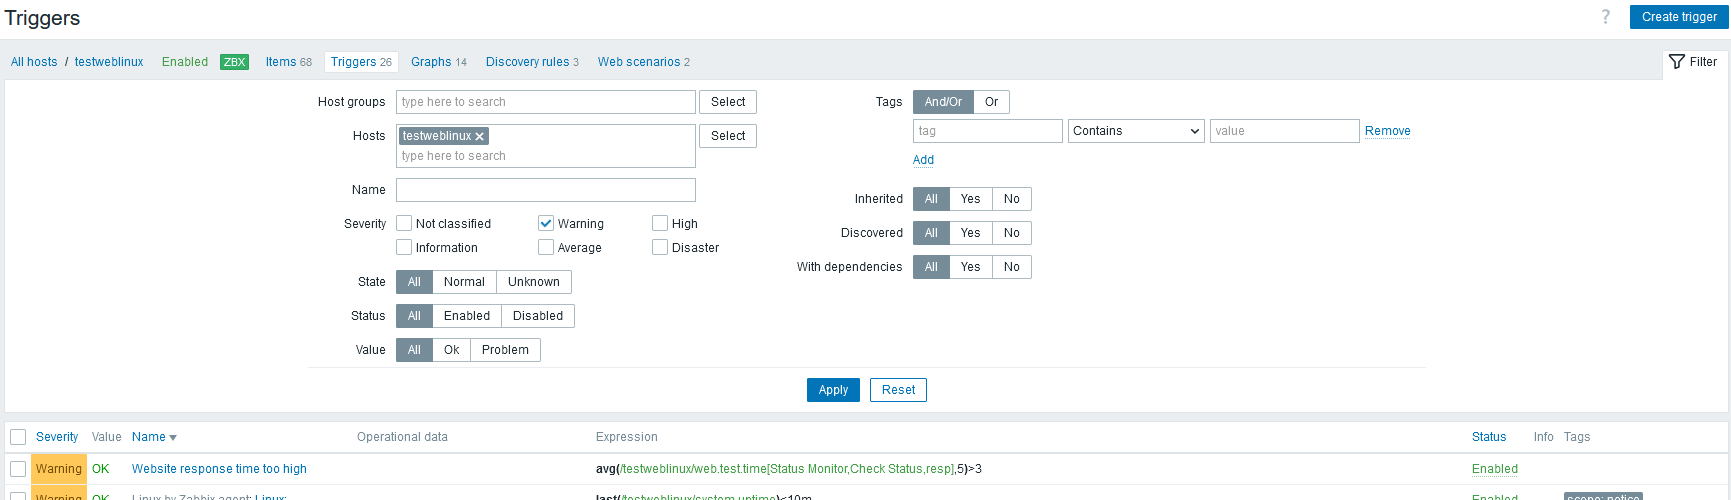 Triggers
? Create trigger
All hosts / testweblinux Enabled ZBX Items 68 Triggers 26 Graphs 14 Discovery rules 3 Web scenarios 2 Filter
Host groups type here to search Select Tags And/Or Or
Hosts testweblinux Select tag Contains value Remove
type here to search Add
Name Inherited All Yes No
Severity Not classified Warning High
Discovered All Yes No
Information Average Disaster
With dependencies All Yes No
State All Normal Unknown
Status All Enabled Disabled
Value All Ok Problem
Apply Reset
Severity Value Name Operational data Expression Status Info Tags
Warning OK Website response time too high avg(/testweblinux/web.test.time[Status Monitor,Check Status,resp],5)>3 Enabled
Warning OK Linux by Zabbix agent: Linux: last(/testweblinux/system.uptime)<10m Enabled scope: notice